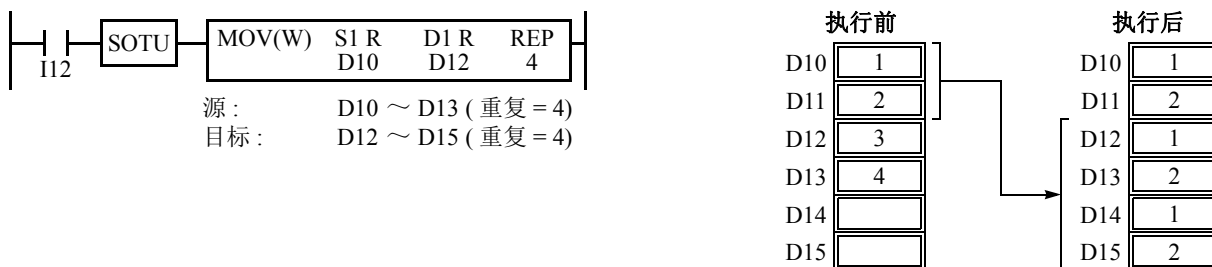 I12
SOTU
MOV(W) S1 R D1 R REP
D10 D12 4
源 : D10 ～ D13 ( 重复 = 4)
目标 : D12 ～ D15 ( 重复 = 4)
执行前
D10 1
D11 2
D12 3
D13 4
D14
D15
执行后
D10 1
D11 2
D12 1
D13 2
D14 1
D15 2